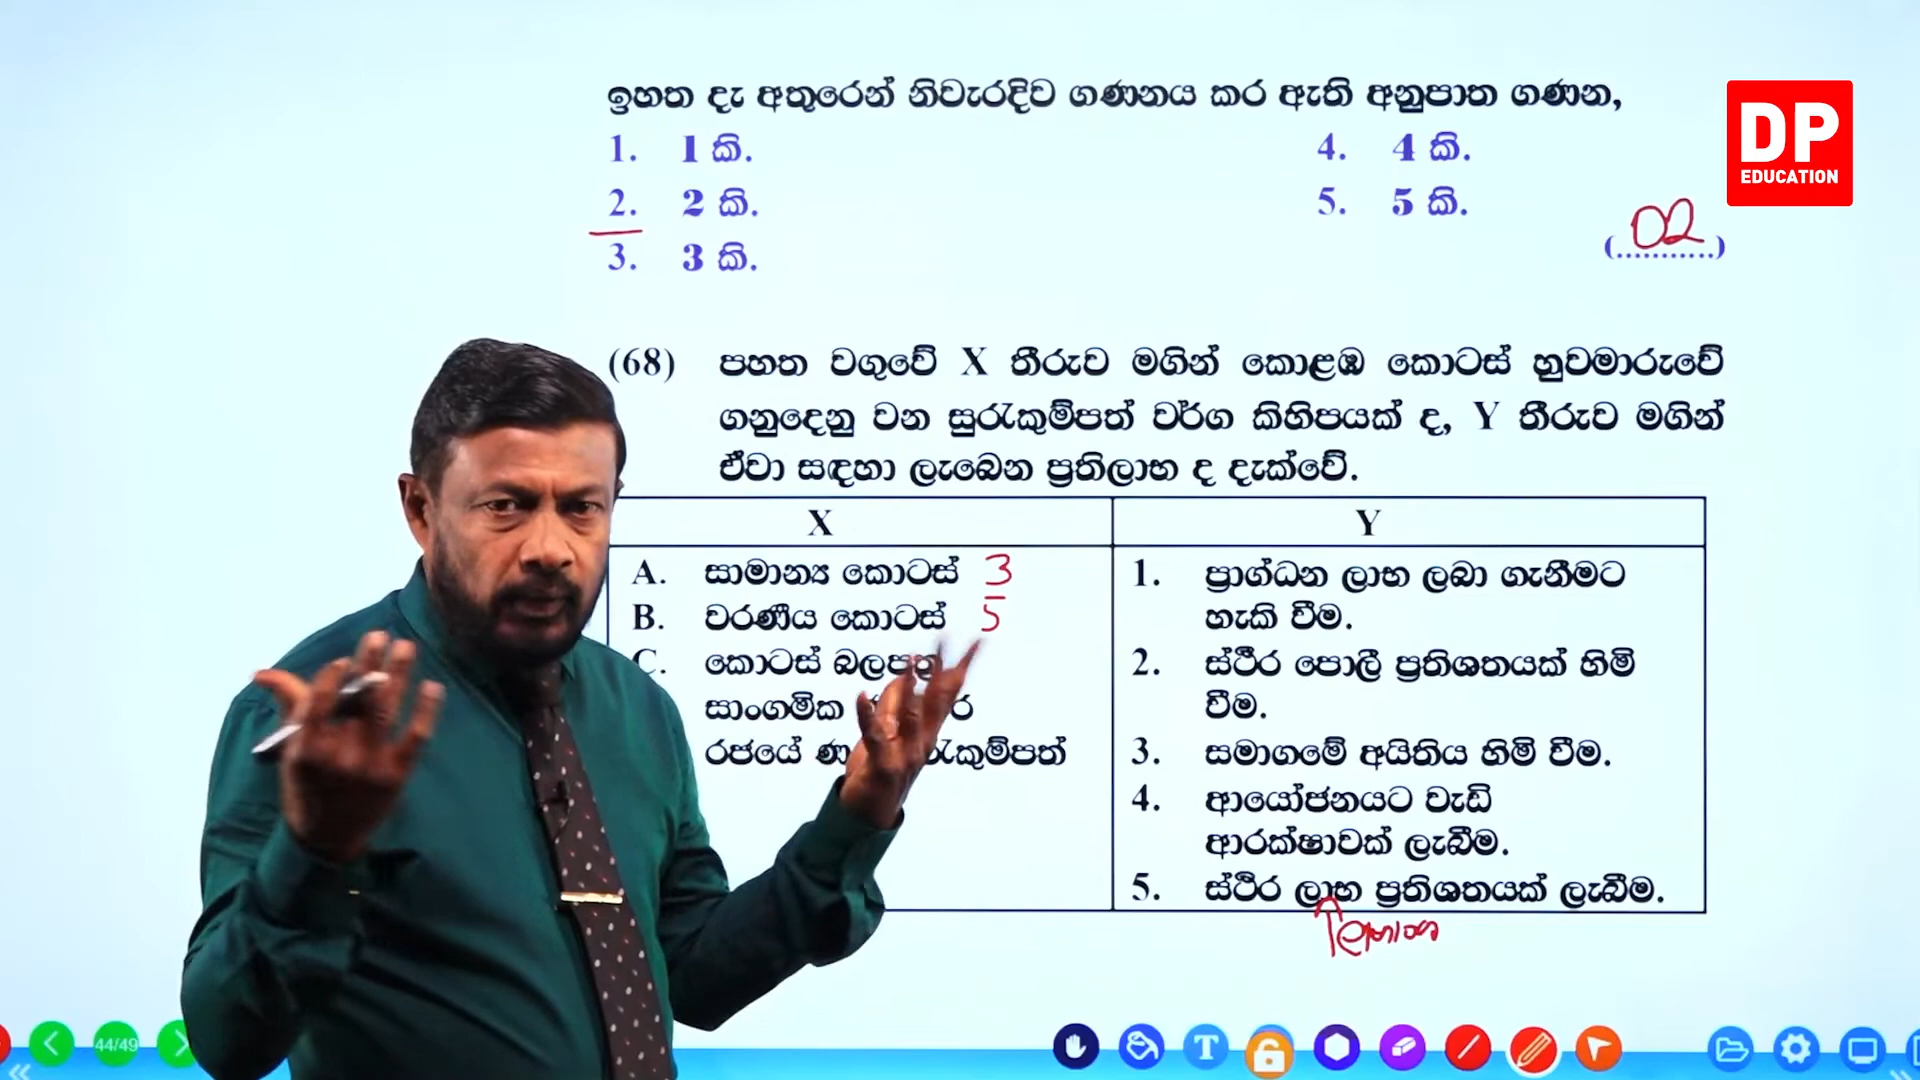 ඉහත දෑ අතුරෙන් නිවැරදිව ගණනය කර ඇති අනුපාත ගණන,
1. 1 කි.
2. 2 කි.
3. 3 කි.
4. 4 කි.
5. 5 කි.
(02)
DP
EDUCATION
(68) පහත වගුවේ X තීරුව මගින් කොළඹ කොටස් හුවමාරුවේ
ගනුදෙනු වන සුරැකුම්පත් වර්ග කිහිපයක් ද, Y තීරුව මගින්
ඒවා සඳහා ලැබෙන ප්‍රතිලාභ ද දැක්වේ.
X
A. සාමාන්‍ය කොටස් 3
B. වරණීය කොටස් 5
C. කොටස් බලපත්‍ර
සාංගමික
රජයේ
Y
1. ප්‍රාග්ධන ලාභ ලබා ගැනීමට
හැකි වීම.
2. ස්ථීර පොලී ප්‍රතිශතයක් හිමි
වීම.
3. සමාගමේ අයිතිය හිමි වීම.
4. ආයෝජනයට වැඩි
ආරක්ෂාවක් ලැබීම.
5. ස්ථිර ලාභ ප්‍රතිශතයක් ලැබීම.
ලාභාංශ
44/49